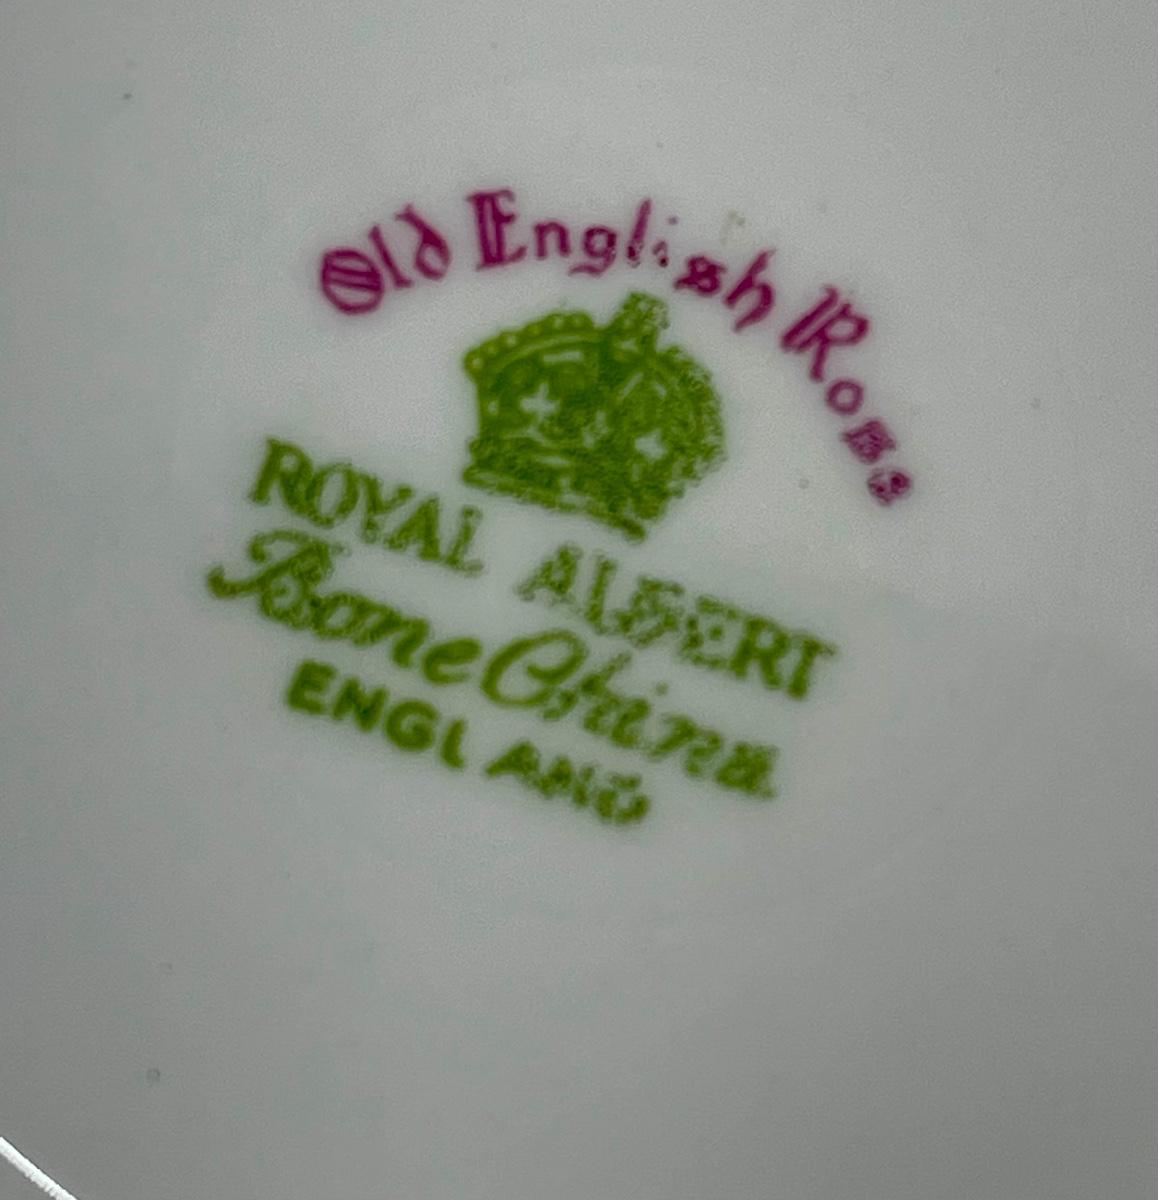 Old English Rose
ROYAL ALBERT
Bone China
ENGLAND